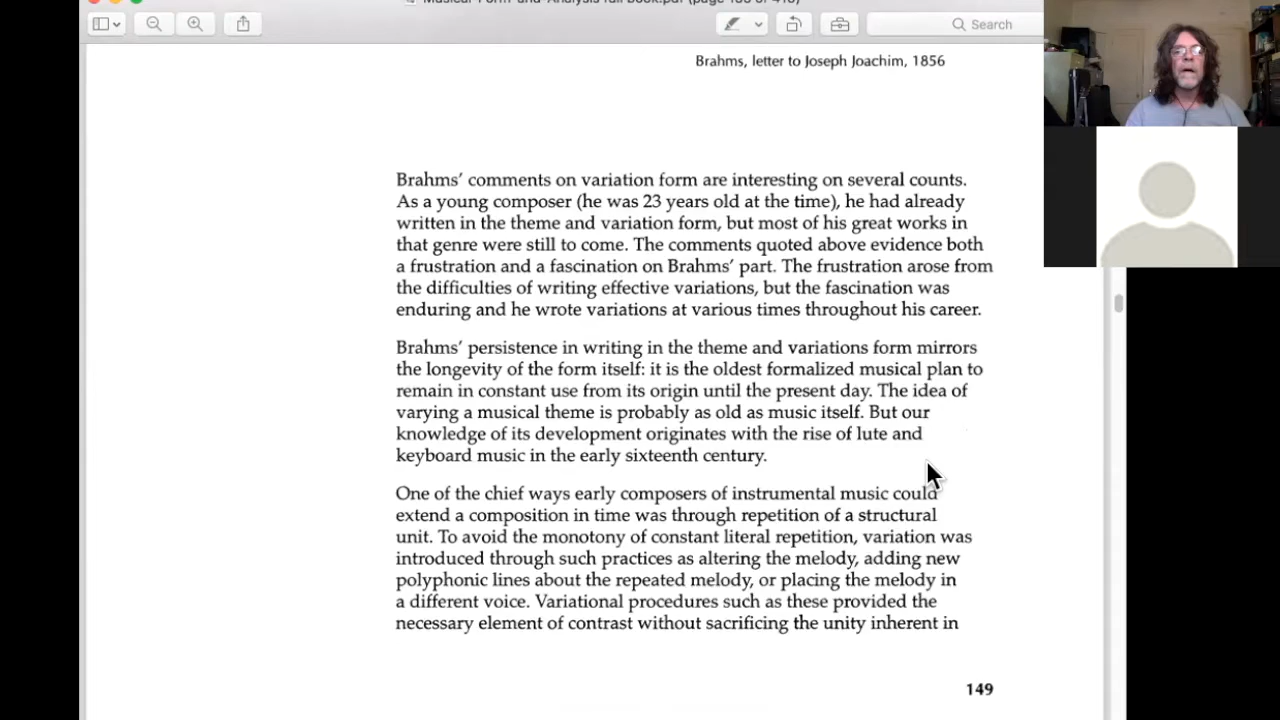 Musical-Form-and-Analysis full book.pdf (page
Search
Brahms, letter to Joseph Joachim, 1856
Brahms’ comments on variation form are interesting on several counts.
As a young composer (he was 23 years old at the time), he had already
written in the theme and variation form, but most of his great works in
that genre were still to come. The comments quoted above evidence both
a frustration and a fascination on Brahms’ part. The frustration arose from
the difficulties of writing effective variations, but the fascination was
enduring and he wrote variations at various times throughout his career.
Brahms’ persistence in writing in the theme and variations form mirrors
the longevity of the form itself: it is the oldest formalized musical plan to
remain in constant use from its origin until the present day. The idea of
varying a musical theme is probably as old as music itself. But our
knowledge of its development originates with the rise of lute and
keyboard music in the early sixteenth century.
One of the chief ways early composers of instrumental music could
extend a composition in time was through repetition of a structural
unit. To avoid the monotony of constant literal repetition, variation was
introduced through such practices as altering the melody, adding new
polyphonic lines about the repeated melody, or placing the melody in
a different voice. Variational procedures such as these provided the
necessary element of contrast without sacrificing the unity inherent in
149